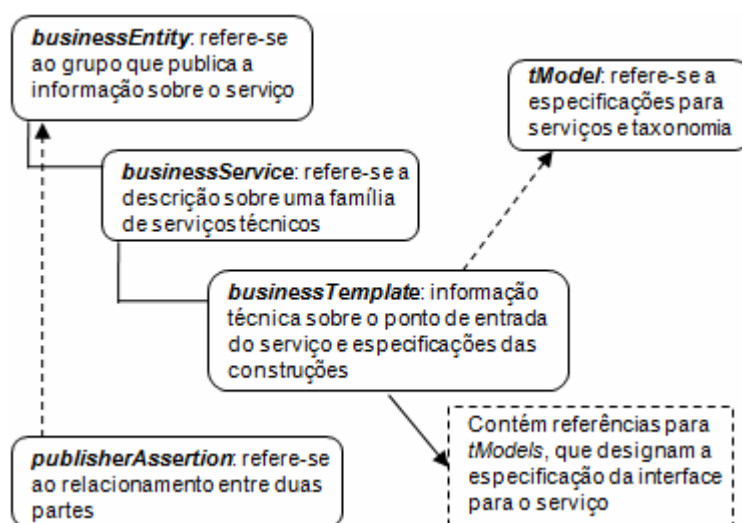 businessEntity: refere-se
ao grupo que publica a
informação sobre o serviço
tModel: refere-se a
especificações para
serviços e taxonomia
businessService: refere-se a
descrição sobre uma família
de serviços técnicos
businessTemplate: informação
técnica sobre o ponto de entrada
do serviço e especificações das
construções
publisherAssertion: refere-se
ao relacionamento entre duas
partes
Contém referências para
tModels, que designam a
especificação da interface
para o serviço